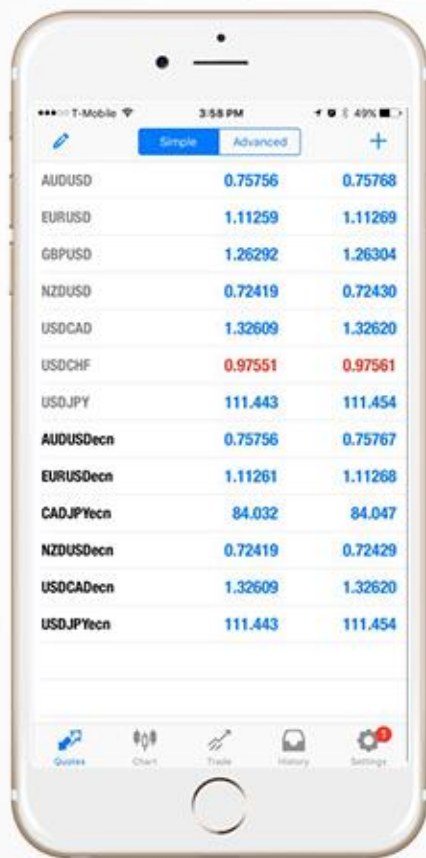 T-Mobile 3:58 PM 49%
Simple Advanced +
AUDUSD 0.75756 0.75768
EURUSD 1.11259 1.11269
GBPUSD 1.26292 1.26304
NZDUSD 0.72419 0.72430
USDCAD 1.32609 1.32620
USDCHF 0.97551 0.97561
USDJPY 111.443 111.454
AUDUSDecn 0.75756 0.75767
EURUSDecn 1.11261 1.11268
CADJPYecn 84.032 84.047
NZDUSDecn 0.72419 0.72429
USDCADecn 1.32609 1.32620
USDJPYecn 111.443 111.454
1
Quotes Chart Trade History Settings